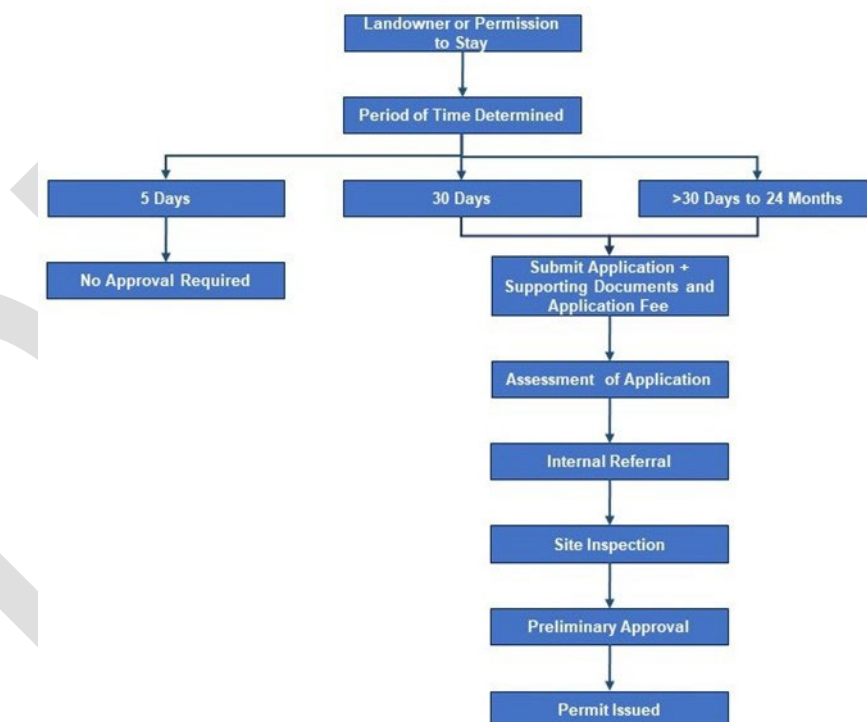 Landowner or Permission
to Stay
Period of Time Determined
5 Days
30 Days
>30 Days to 24 Months
No Approval Required
Submit Application +
Supporting Documents and
Application Fee
Assessment of Application
Internal Referral
Site Inspection
Preliminary Approval
Permit Issued